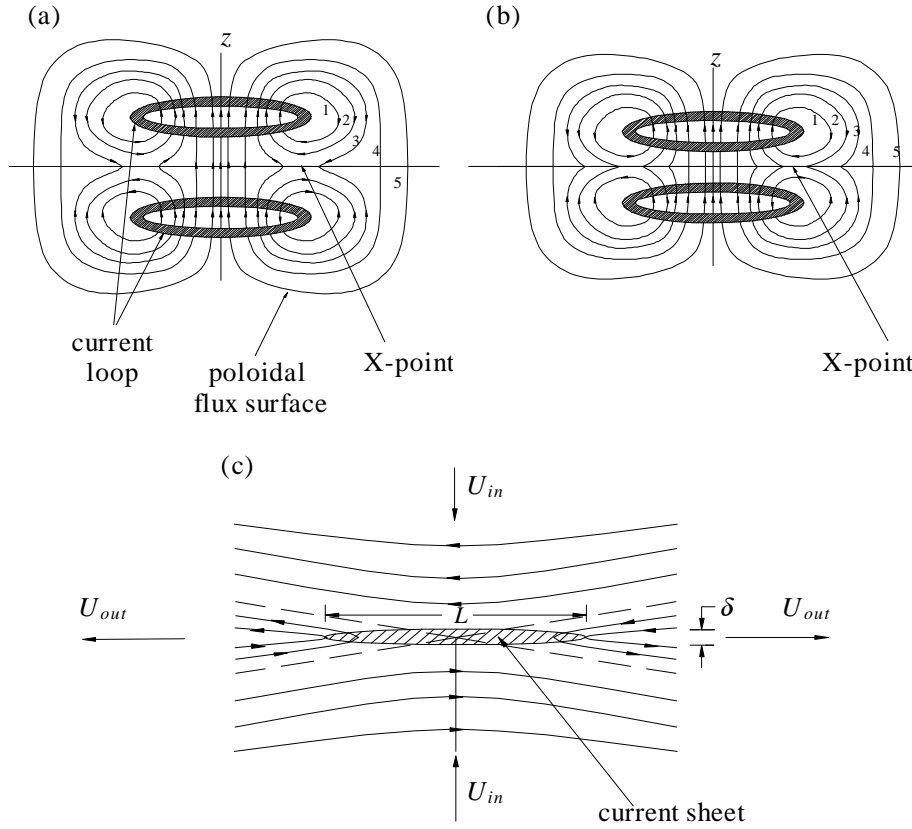 (a)
z
1
2
3
4
5
current
loop
poloidal
flux surface
X-point
(b)
z
1
2
3
4
5
X-point
(c)
U_in
U_out
L
δ
U_out
U_in
current sheet